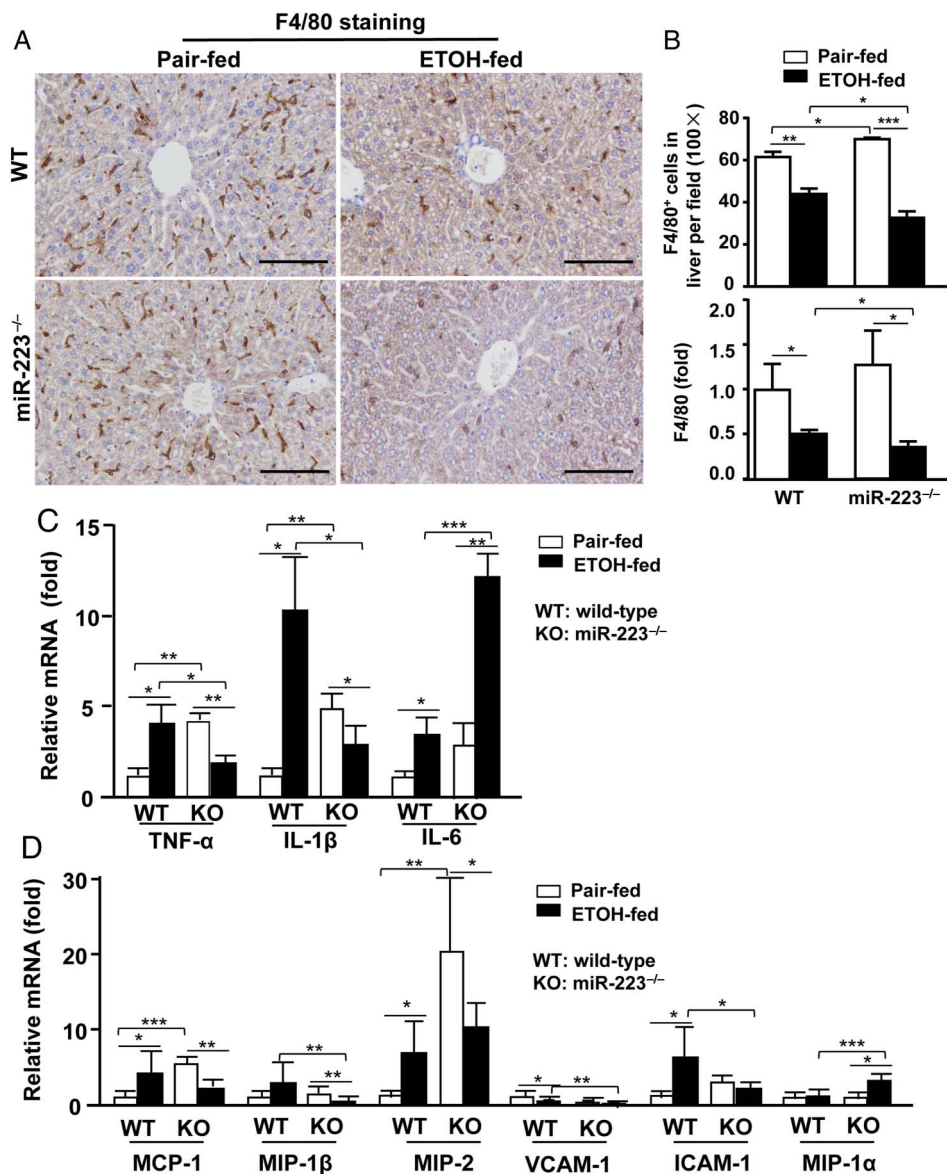 A
F4/80 staining
Pair-fed
ETOH-fed
WT
miR-223⁻/⁻
B
Pair-fed
ETOH-fed
F4/80⁺ cells in
liver per field (100×)
80
60
40
20
0
* * ** ***
F4/80 (fold)
2.0
1.5
1.0
0.5
0.0
* * *
WT
miR-223⁻/⁻
C
Relative mRNA (fold)
15
10
5
0
** * * **
** * * *
*** ** *
Pair-fed
ETOH-fed
WT: wild-type
KO: miR-223⁻/⁻
WT KO WT KO WT KO
TNF-α IL-1β IL-6
D
Relative mRNA (fold)
30
20
10
0
*** * **
** **
** * *
* **
* *
*** *
Pair-fed
ETOH-fed
WT: wild-type
KO: miR-223⁻/⁻
WT KO WT KO WT KO WT KO WT KO WT KO
MCP-1 MIP-1β MIP-2 VCAM-1 ICAM-1 MIP-1α